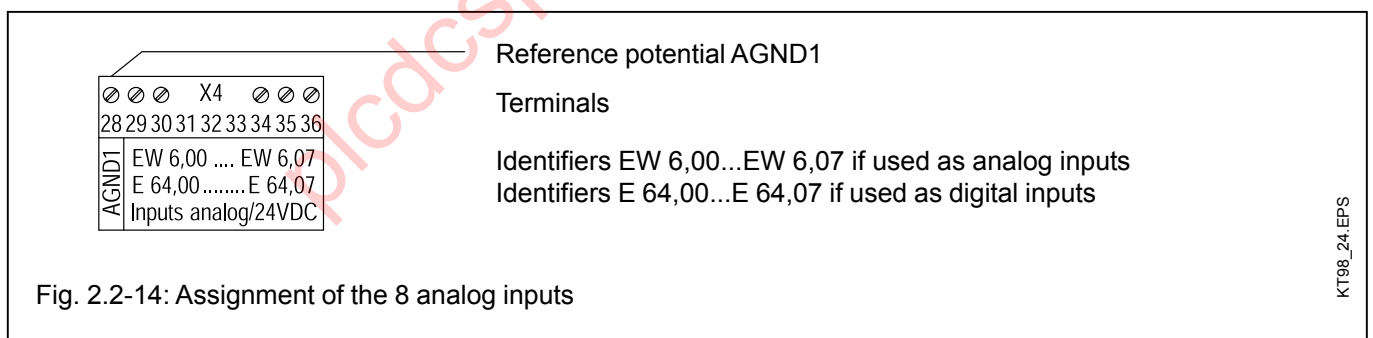 Reference potential AGND1
X4
Terminals
28 29 30 31 32 33 34 35 36
AGND1
EW 6,00 .... EW 6,07
E 64,00........E 64,07
Inputs analog/24VDC
Identifiers EW 6,00...EW 6,07 if used as analog inputs
Identifiers E 64,00...E 64,07 if used as digital inputs
KT98_24.EPS
Fig. 2.2-14: Assignment of the 8 analog inputs
plcdcsp